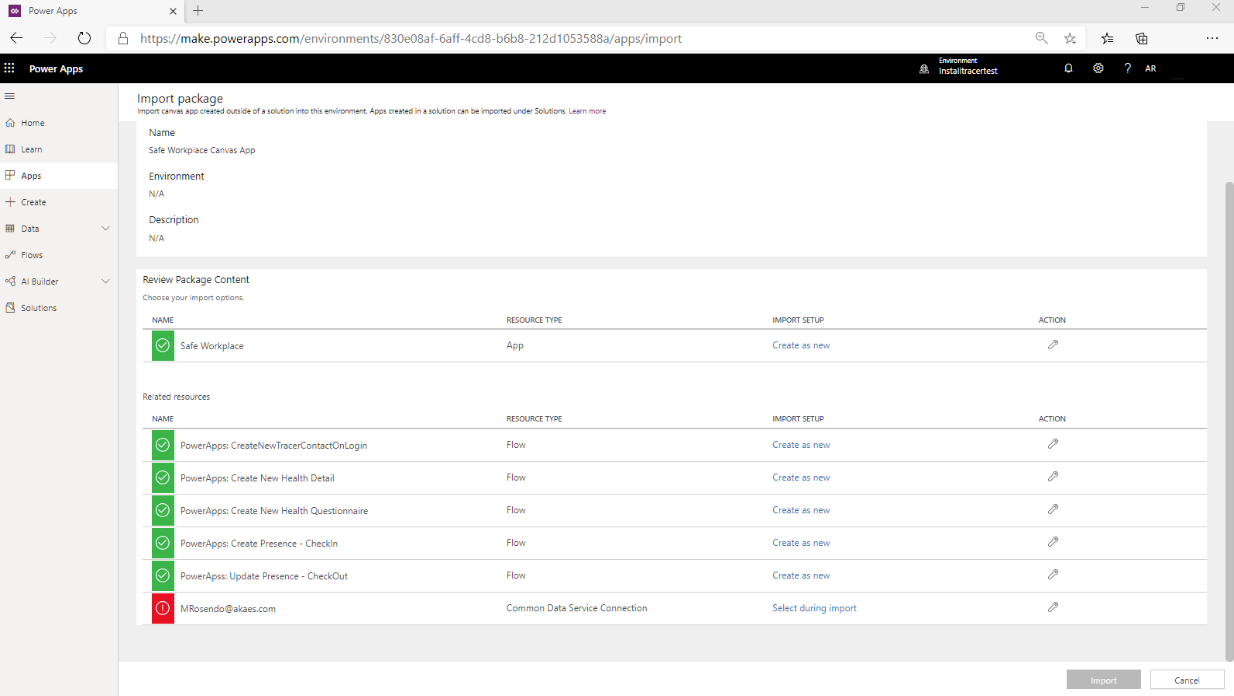 Power Apps
https://make.powerapps.com/environments/830e08af-6aff-4cd8-b6b8-212d1053588a/apps/import
Power Apps
Environment
Installtracertest
?
AR
Home
Learn
Apps
Create
Data
Flows
AI Builder
Solutions
Import package
Import canvas app created outside of a solution into this environment. Apps created in a solution can be imported under Solutions. Learn more
Name
Safe Workplace Canvas App
Environment
N/A
Description
N/A
Review Package Content
Choose your import options.
NAME RESOURCE TYPE IMPORT SETUP ACTION
Safe Workplace App Create as new
Related resources
NAME RESOURCE TYPE IMPORT SETUP ACTION
PowerApps: CreateNewTracerContactOnLogin Flow Create as new
PowerApps: Create New Health Detail Flow Create as new
PowerApps: Create New Health Questionnaire Flow Create as new
PowerApps: Create Presence - CheckIn Flow Create as new
PowerApss: Update Presence - CheckOut Flow Create as new
MRosendo@akaes.com Common Data Service Connection Select during import
Import Cancel